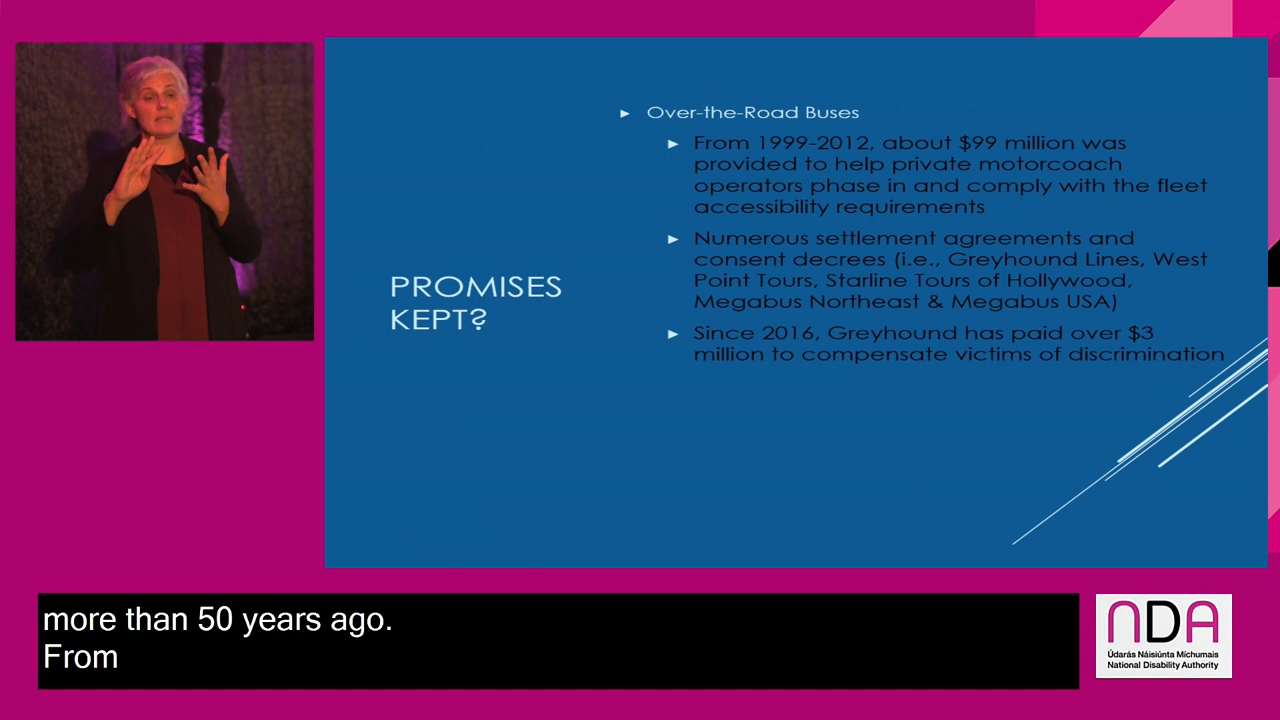 PROMISES
KEPT?
► Over-the-Road Buses
► From 1999-2012, about $99 million was
provided to help private motorcoach
operators phase in and comply with the fleet
accessibility requirements
► Numerous settlement agreements and
consent decrees (i.e., Greyhound Lines, West
Point Tours, Starline Tours of Hollywood,
Megabus Northeast & Megabus USA)
► Since 2016, Greyhound has paid over $3
million to compensate victims of discrimination
more than 50 years ago.
From
NDA
Údarás Náisiúnta Míchumais
National Disability Authority